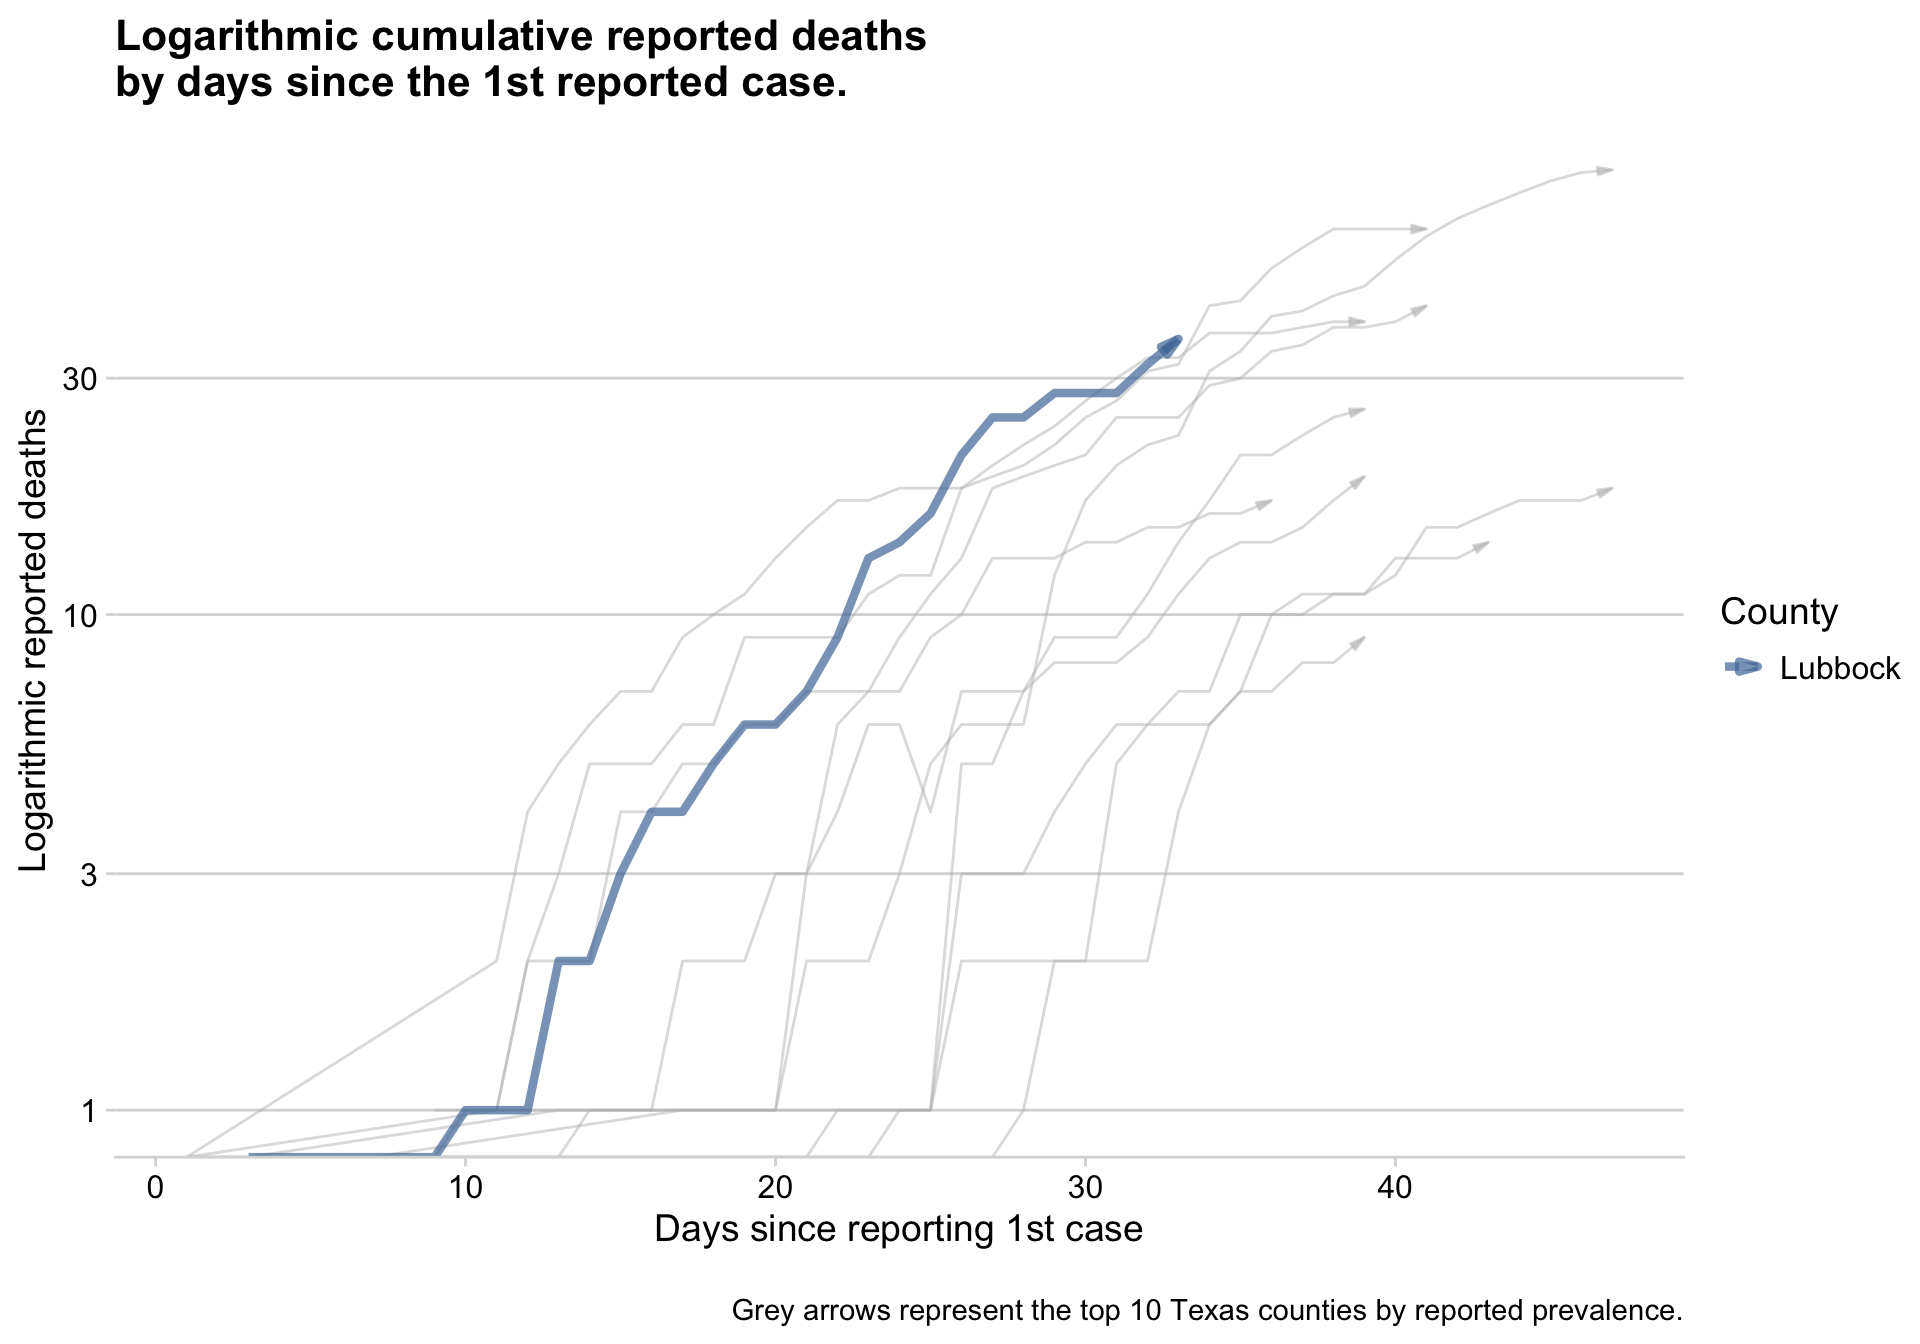 Logarithmic cumulative reported deaths
by days since the 1st reported case.
Logarithmic reported deaths
30
10
3
1
0
10
20
30
40
Days since reporting 1st case
County
Lubbock
Grey arrows represent the top 10 Texas counties by reported prevalence.